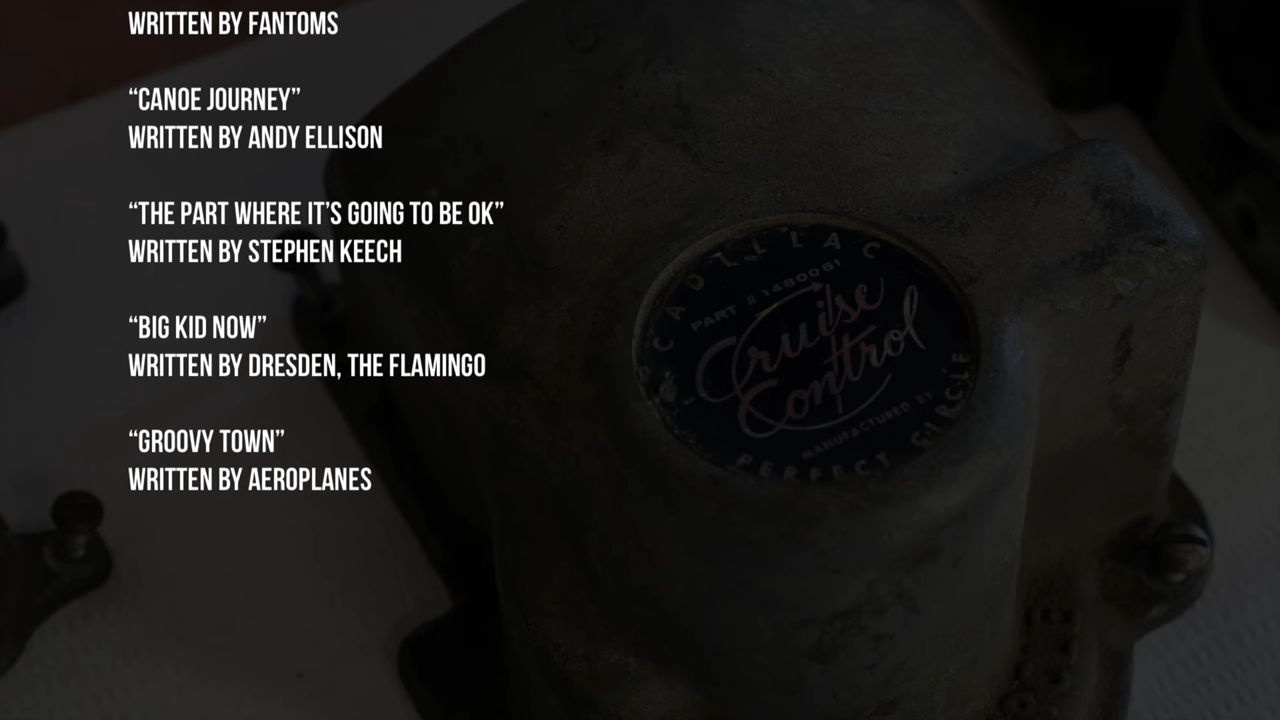 WRITTEN BY FANTOMS
“CANOE JOURNEY”
WRITTEN BY ANDY ELLISON
“THE PART WHERE IT’S GOING TO BE OK”
WRITTEN BY STEPHEN KEECH
“BIG KID NOW”
WRITTEN BY DRESDEN, THE FLAMINGO
“GROOVY TOWN”
WRITTEN BY AEROPLANES
CADILLAC
PART # 1480061
Cruise
Control
MANUFACTURED BY
PERFECT CIRCLE